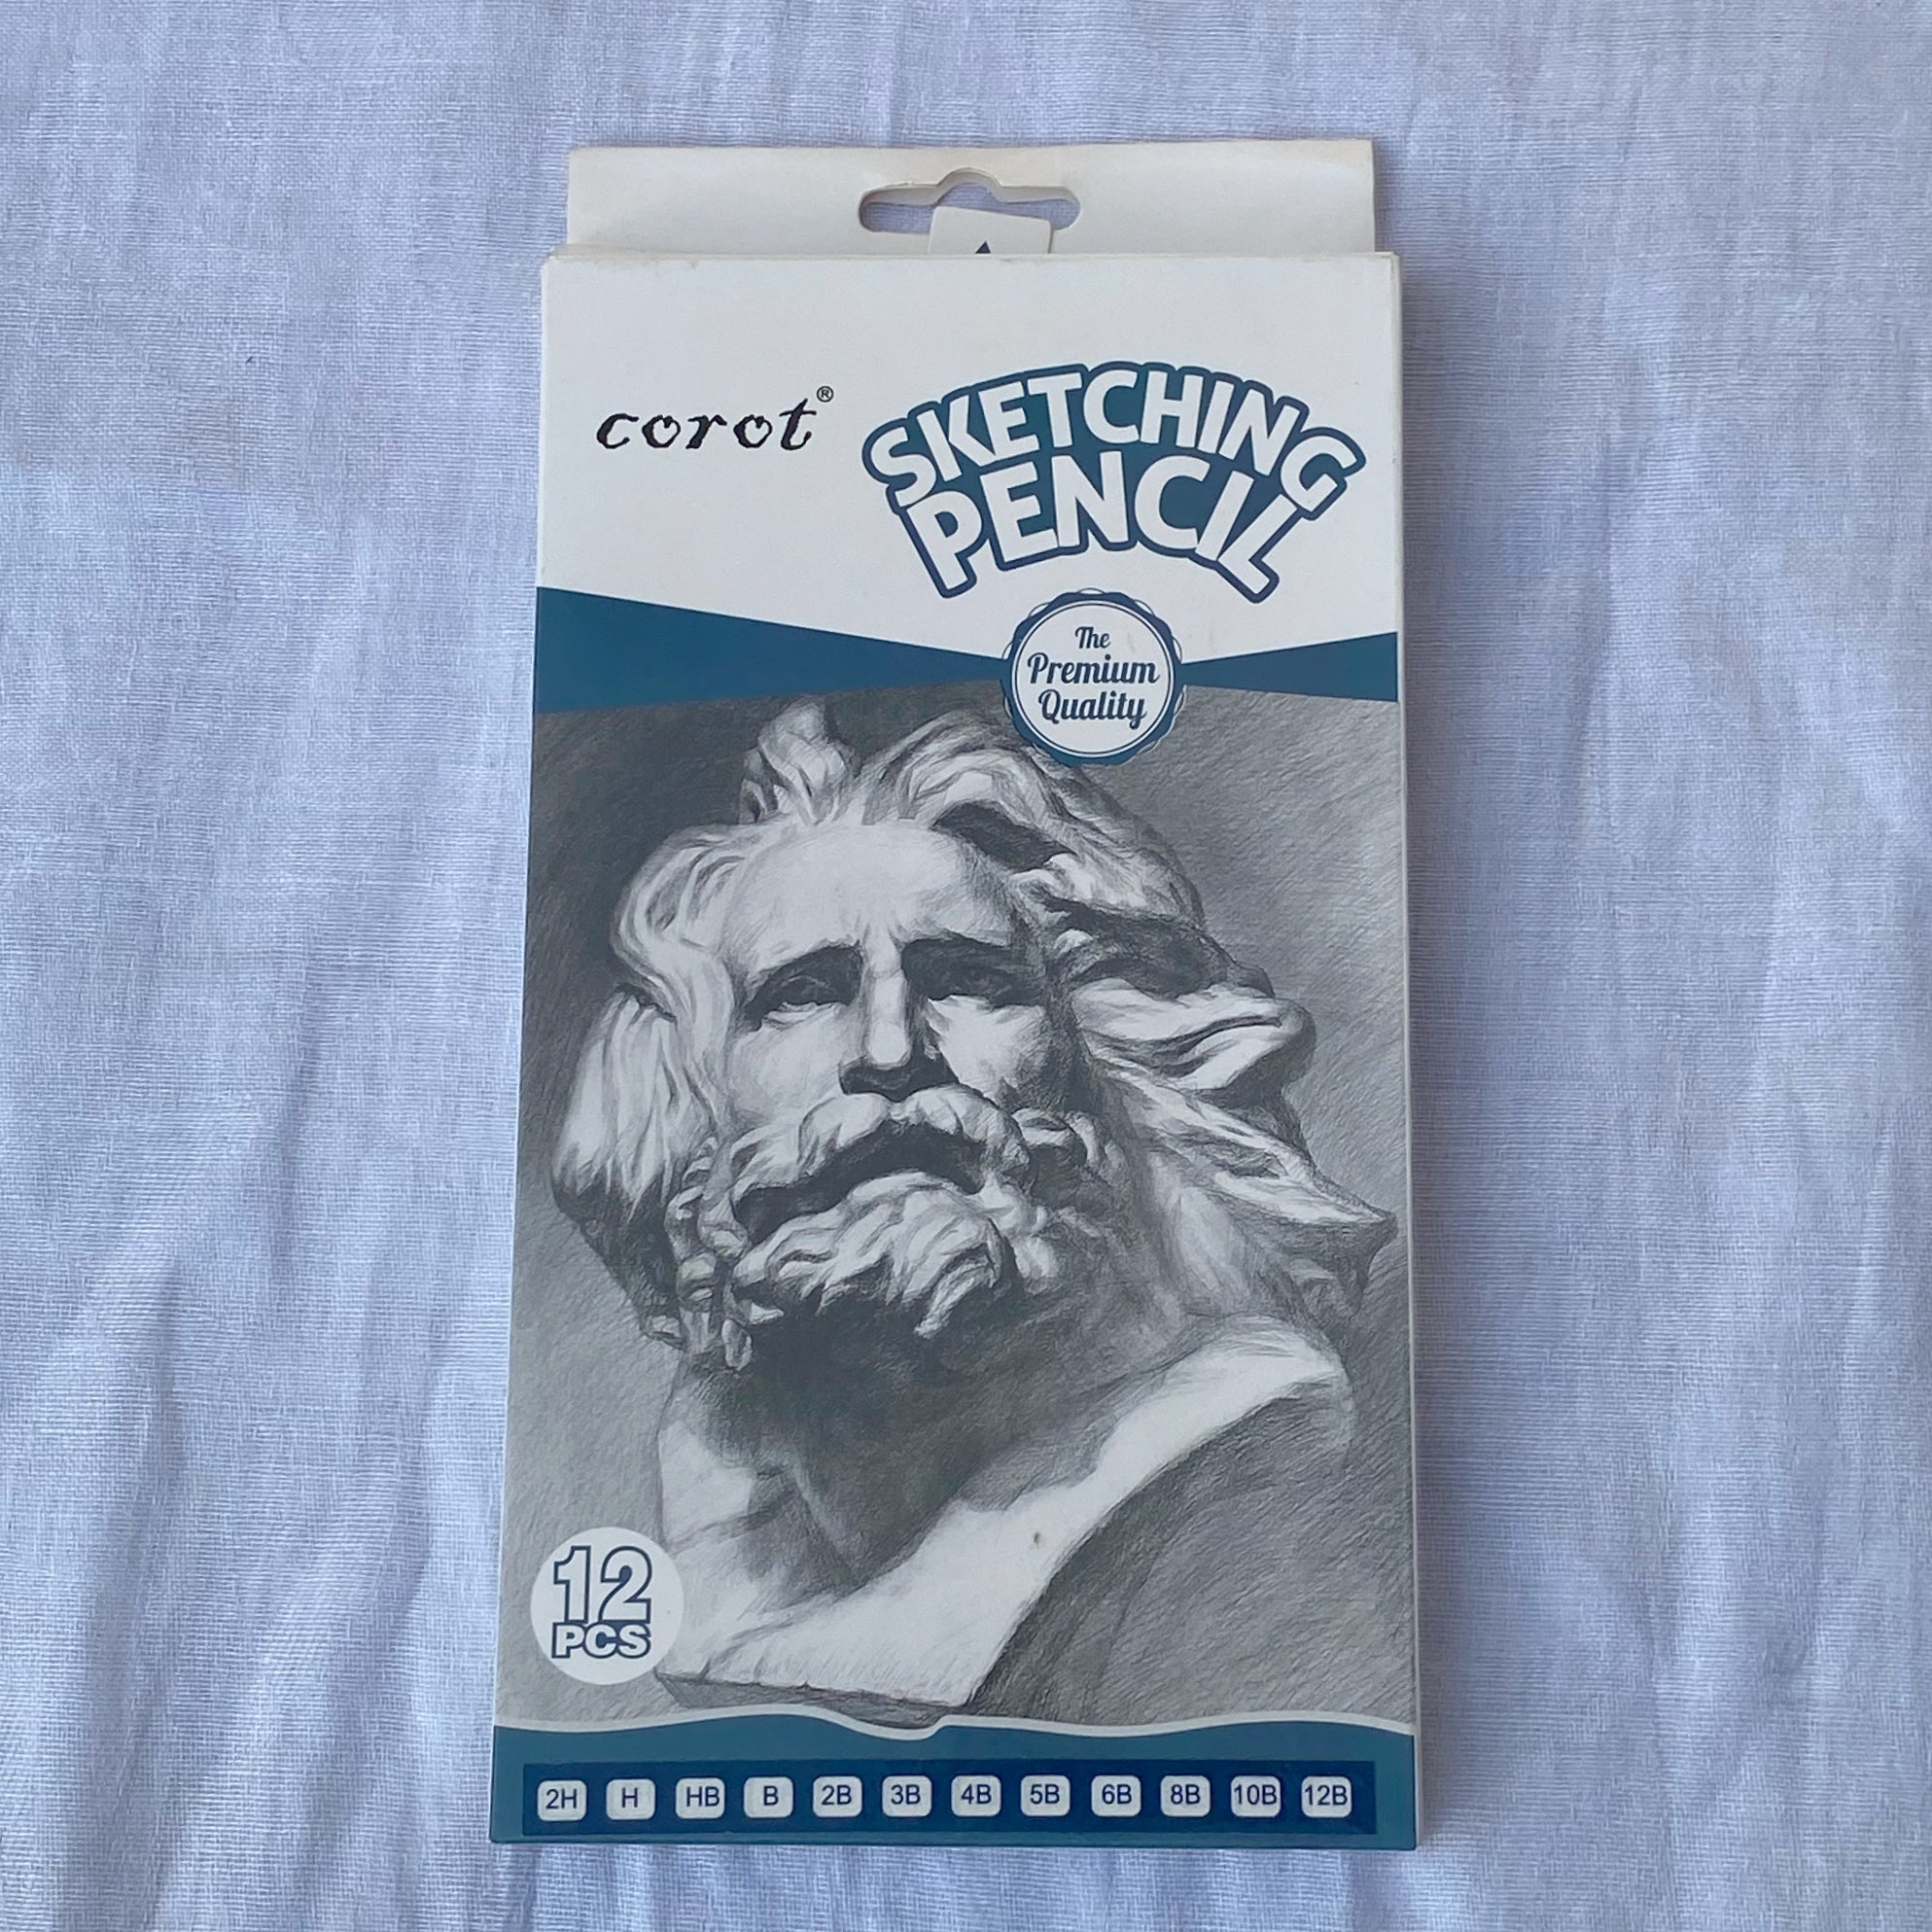 corot®
SKETCHING
PENCIL
The
Premium
Quality
12
PCS
2H H HB B 2B 3B 4B 5B 6B 8B 10B 12B